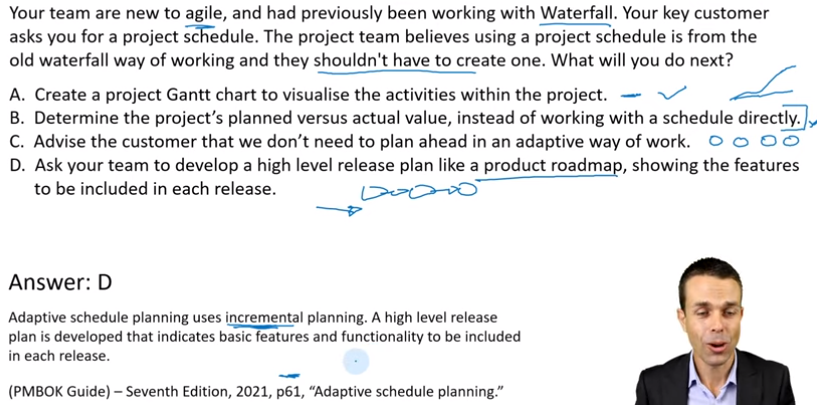 Your team are new to agile, and had previously been working with Waterfall. Your key customer
asks you for a project schedule. The project team believes using a project schedule is from the
old waterfall way of working and they shouldn't have to create one. What will you do next?
A. Create a project Gantt chart to visualise the activities within the project.
B. Determine the project's planned versus actual value, instead of working with a schedule directly.
C. Advise the customer that we don't need to plan ahead in an adaptive way of work.
D. Ask your team to develop a high level release plan like a product roadmap, showing the features
to be included in each release.
Answer: D
Adaptive schedule planning uses incremental planning. A high level release
plan is developed that indicates basic features and functionality to be included
in each release.
(PMBOK Guide) – Seventh Edition, 2021, p61, “Adaptive schedule planning.”